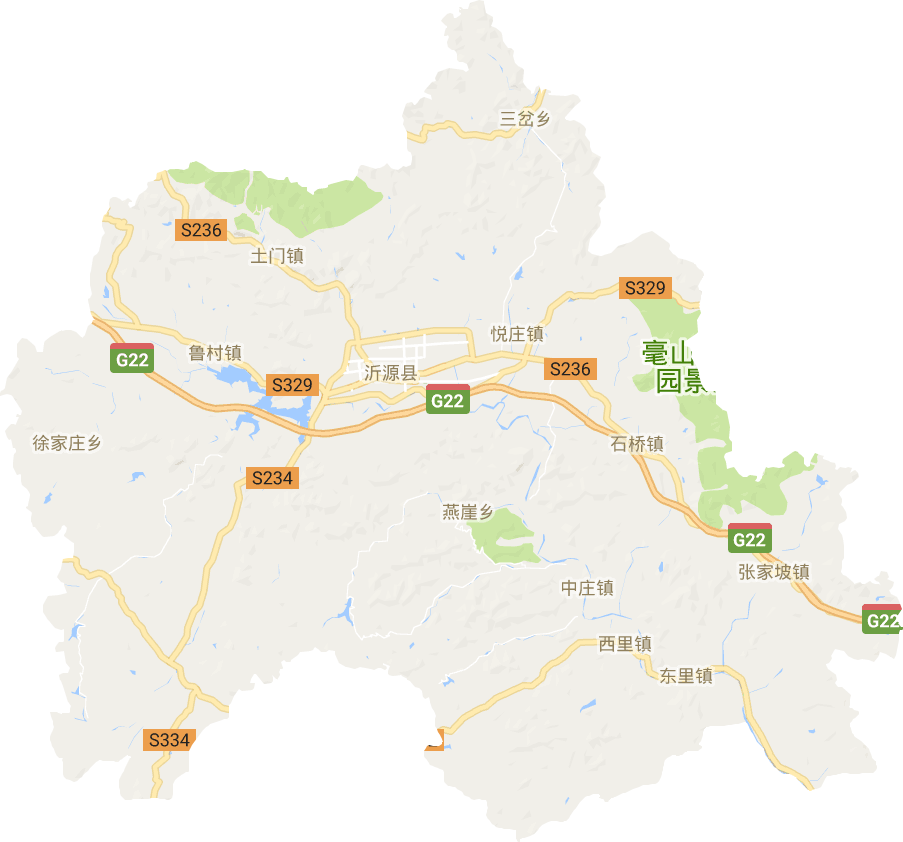 三岔乡
S236
土门镇
S329
悦庄镇
鲁村镇
毫山
园景
G22
沂源县
S236
S329
G22
徐家庄乡
石桥镇
S234
燕崖乡
G22
张家坡镇
中庄镇
G22
西里镇
东里镇
S334